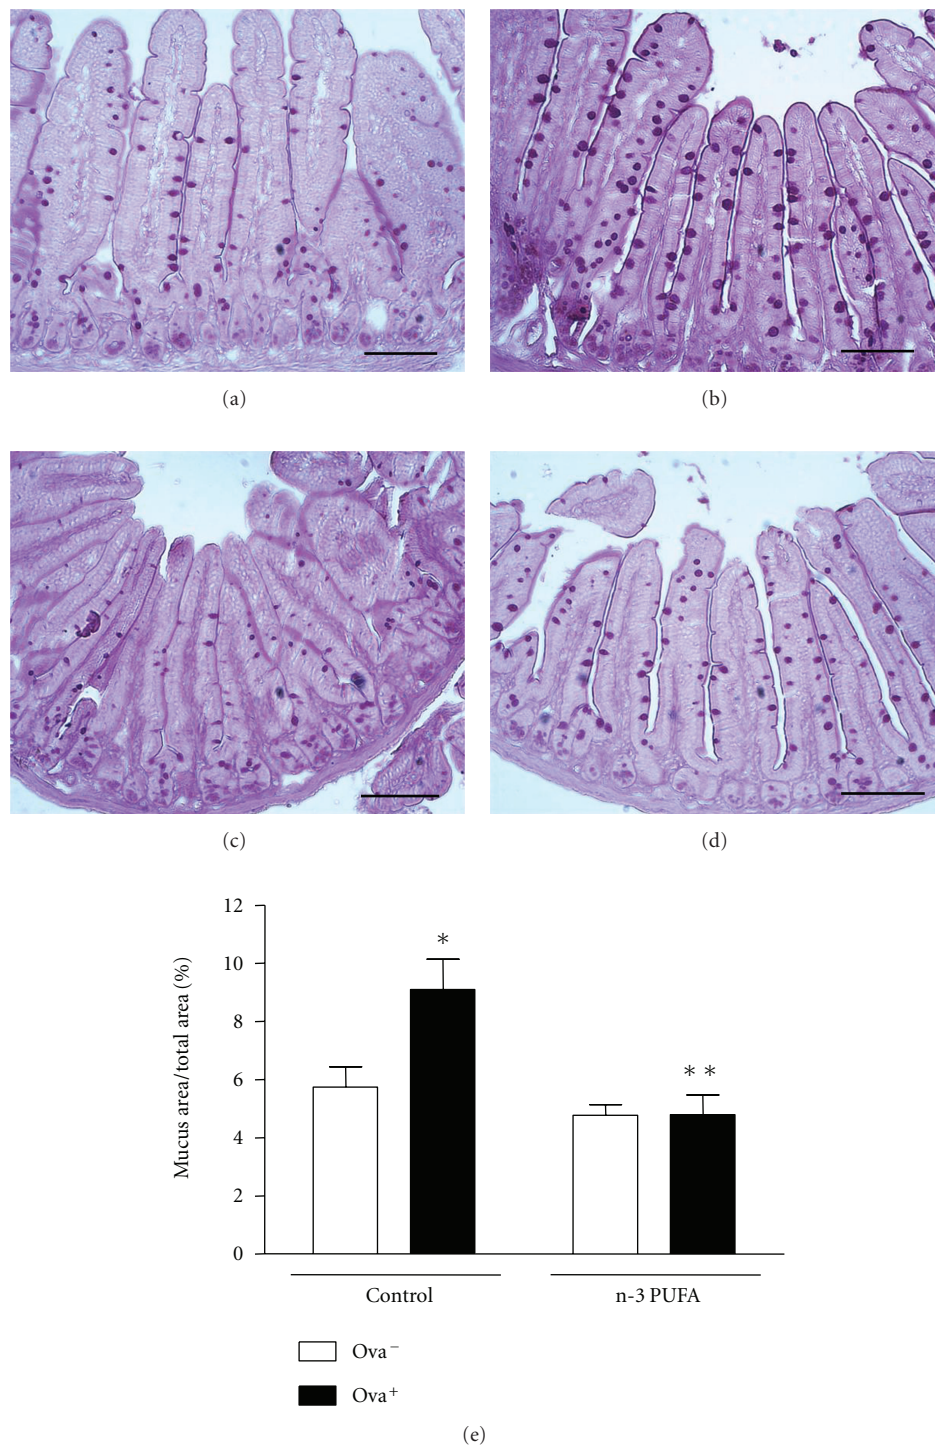 (a)
(b)
(c)
(d)
12
10
8
6
4
2
0
Mucus area/total area (%)
*
**
Control
n-3 PUFA
Ova⁻
Ova⁺
(e)